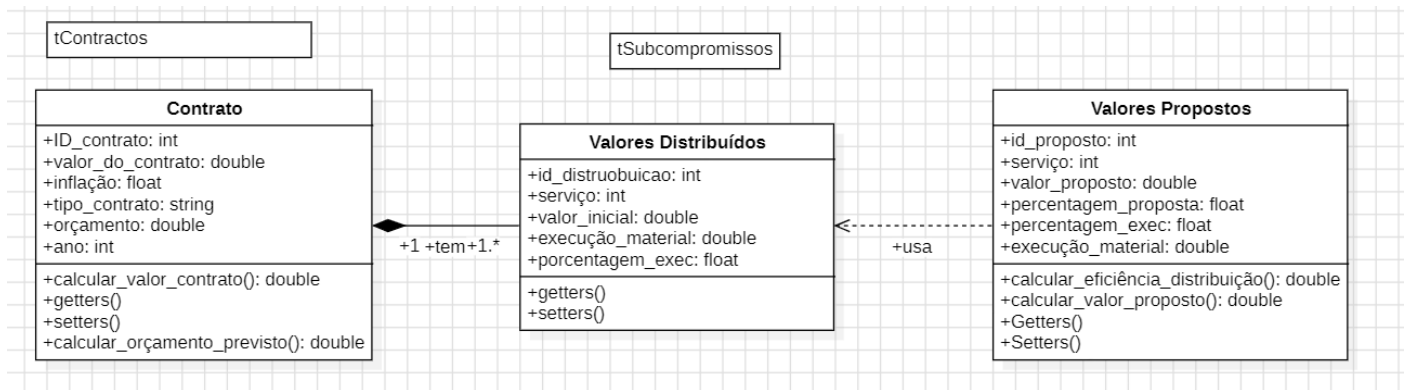 tContractos
tSubcompromissos
Contrato
+ID_contrato: int
+valor_do_contrato: double
+inflação: float
+tipo_contrato: string
+orçamento: double
+ano: int
+calcular_valor_contrato(): double
+getters()
+setters()
+calcular_orçamento_previsto(): double
+1 +tem +1.*
Valores Distribuídos
+id_distruobuicao: int
+serviço: int
+valor_inicial: double
+execução_material: double
+porcentagem_exec: float
+getters()
+setters()
+usa
Valores Propostos
+id_proposto: int
+serviço: int
+valor_proposto: double
+percentagem_proposta: float
+percentagem_exec: float
+execução_material: double
+calcular_eficiência_distribuição(): double
+calcular_valor_proposto(): double
+Getters()
+Setters()